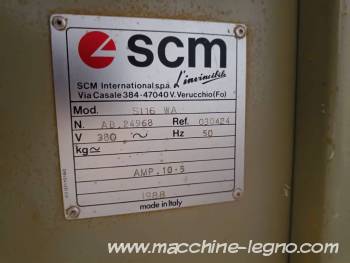 scm
L'invincibile
SCM International s.p.a.
Via Casale 384-47040 V. Verucchio (Fo)
Mod. SI16 WA
N. AB.24968 Ref. 030424
V 380 ~ Hz 50
kg≃
AMP.10-5
1988
made in Italy
www.macchine-legno.com